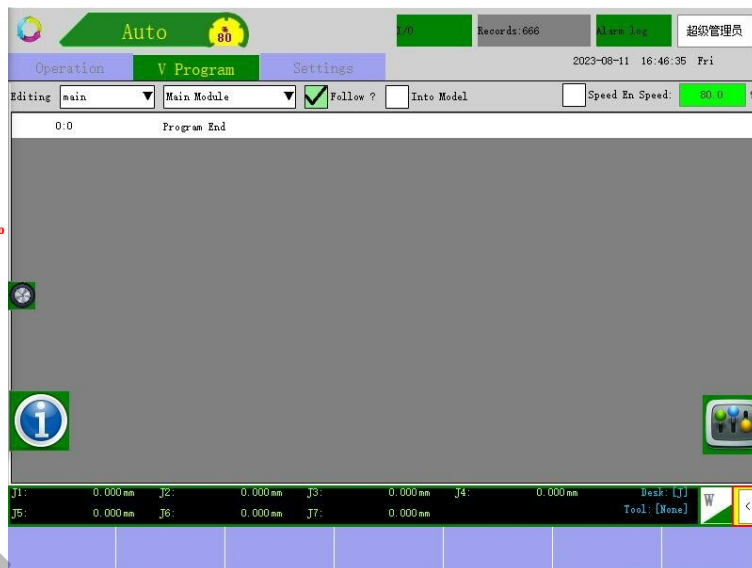 Auto
%
80
I/0
Records:666
Alarm log
超级管理员
Operation
V Program
Settings
2023-08-11 16:46:35 Fri
Editing main Main Module Follow ? Into Model Speed En Speed: 80.0
0:0 Program End
J1: 0.000mm J2: 0.000mm J3: 0.000mm J4: 0.000mm Desk:[J]
J5: 0.000mm J6: 0.000mm J7: 0.000mm Tool:[None]
W
<